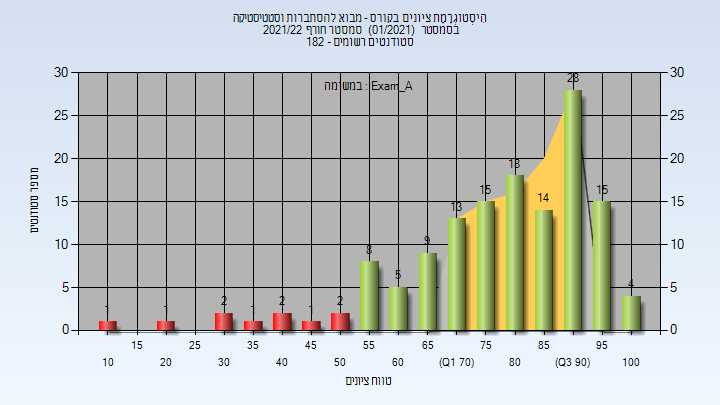 היסטוגרמת ציונים בקורס - מבוא להסתברות וסטטיסטיקה
בסמסטר (01/2021) סמסטר חורף 2021/22
סטודנטים רשומים - 182
במשימה : Exam_A
מספר סטודנטים
30 30
25 25
20 20
15 15
10 10
5 5
0 0
1 1 2 1 2 1 2 8 5 9 13 15 18 14 28 15 4
15 25 35 45 55 65 75 85 95
10 20 30 40 50 60 (Q1 70) 80 (Q3 90) 100
טווח ציונים